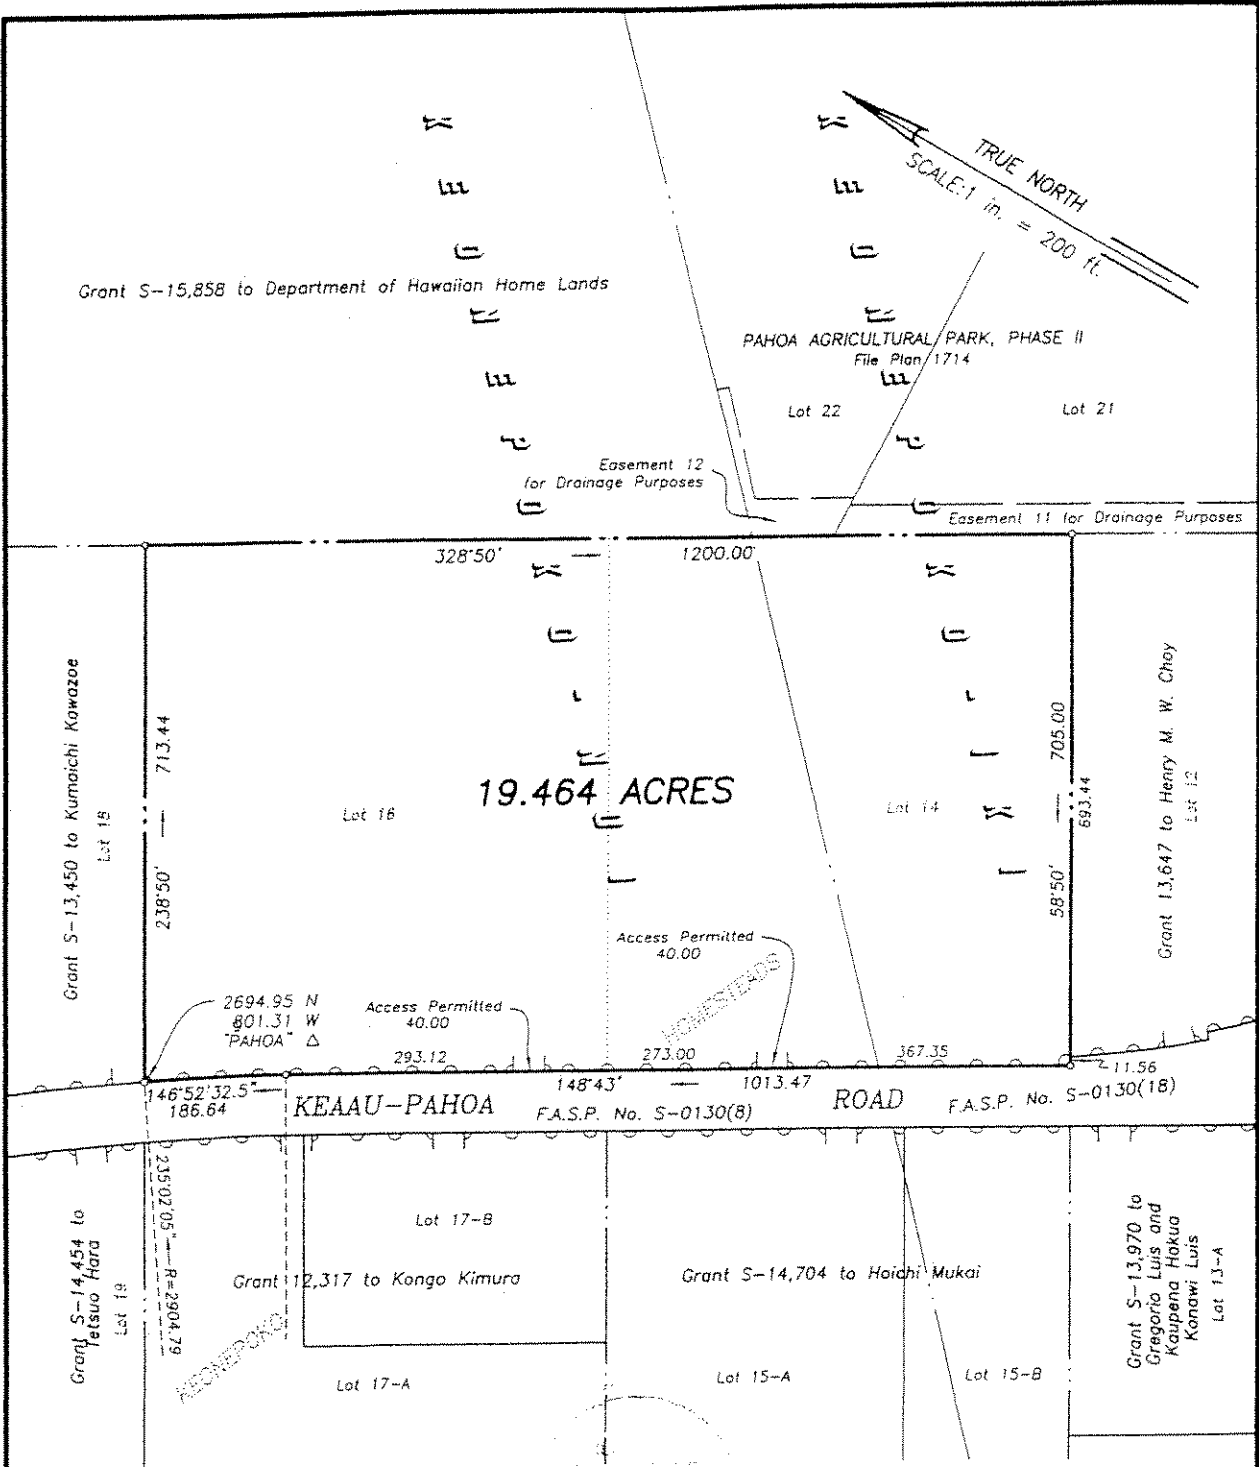 TRUE NORTH
SCALE:1 in. = 200 ft.
Grant S-15,858 to Department of Hawaiian Home Lands
PAHOA AGRICULTURAL PARK, PHASE II
File Plan 1714
Lot 22
Lot 21
Easement 12
for Drainage Purposes
Easement 11 for Drainage Purposes
328°50'
1200.00
Grant S-13,450 to Kumaichi Kawazoe
Lot 18
238°50' — 713.44
Lot 16
19.464 ACRES
Lot 14
58°50' — 705.00
693.44
Grant 13,647 to Henry M. W. Choy
Lot 12
Access Permitted
40.00
HOMESTEADS
2694.95 N
801.31 W
"PAHOA" Δ
Access Permitted
40.00
293.12
273.00
367.35
11.56
146°52'32.5"
186.64
148°43' — 1013.47
KEAAU-PAHOA
F.A.S.P. No. S-0130(8)
ROAD
F.A.S.P. No. S-0130(18)
235°02'05" — R=2904.79
Grant S-14,454 to
Tetsuo Hara
Lot 19
Lot 17-B
Grant 12,317 to Kongo Kimura
Grant S-14,704 to Hoichi Mukai
KEONEPOKO
Lot 17-A
Lot 15-A
Lot 15-B
Grant S-13,970 to
Gregorio Luis and
Kaupena Hakua
Konawi Luis
Lot 13-A